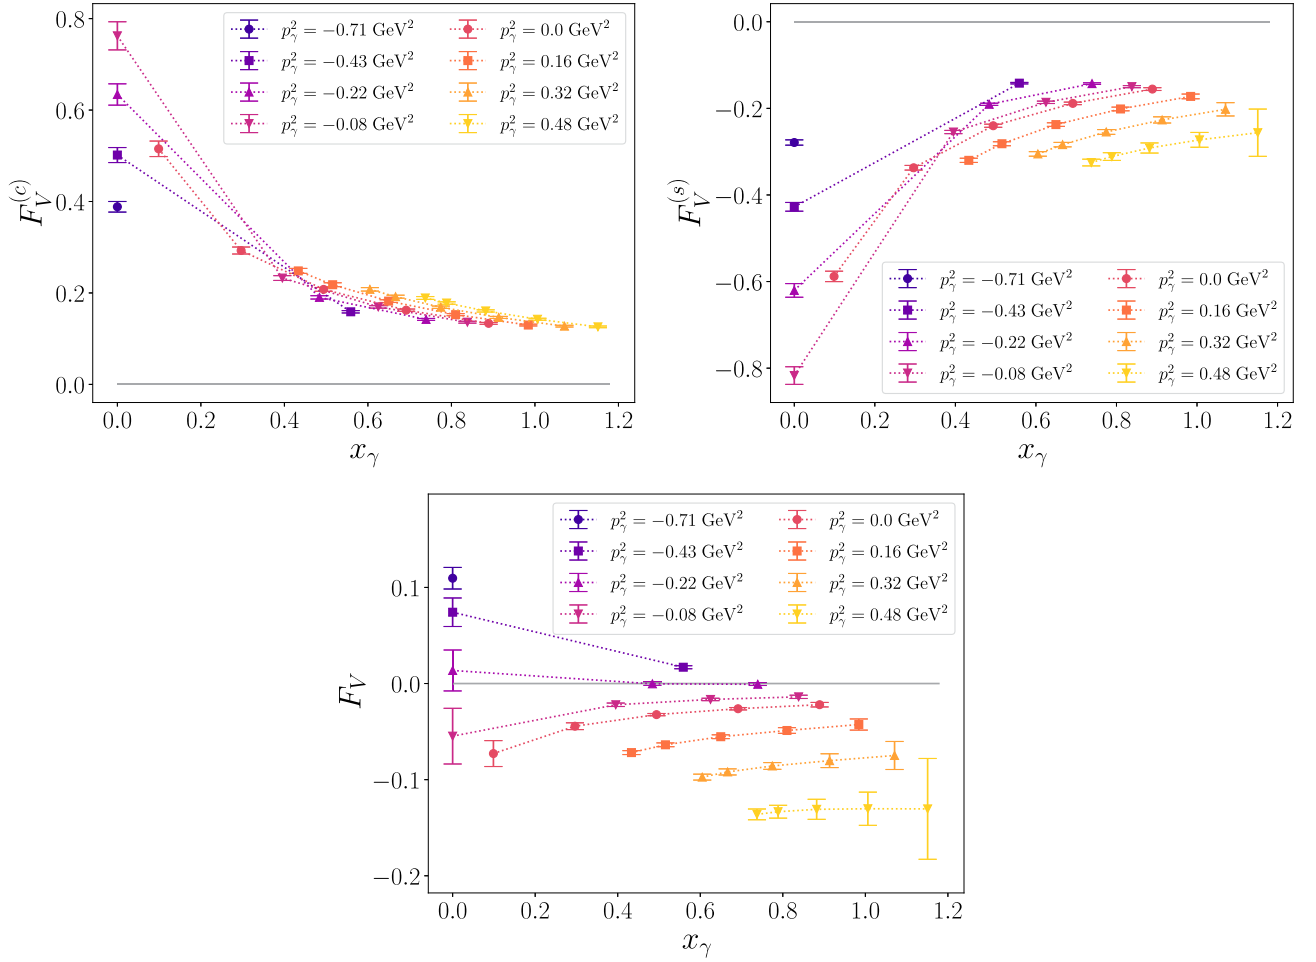 0.8
0.6
0.4
0.2
0.0
F_V^{(c)}
p_γ^2 = −0.71 GeV^2
p_γ^2 = −0.43 GeV^2
p_γ^2 = −0.22 GeV^2
p_γ^2 = −0.08 GeV^2
p_γ^2 = 0.0 GeV^2
p_γ^2 = 0.16 GeV^2
p_γ^2 = 0.32 GeV^2
p_γ^2 = 0.48 GeV^2
0.0 0.2 0.4 0.6 0.8 1.0 1.2
x_γ
0.0
−0.2
−0.4
−0.6
−0.8
F_V^{(s)}
p_γ^2 = −0.71 GeV^2
p_γ^2 = −0.43 GeV^2
p_γ^2 = −0.22 GeV^2
p_γ^2 = −0.08 GeV^2
p_γ^2 = 0.0 GeV^2
p_γ^2 = 0.16 GeV^2
p_γ^2 = 0.32 GeV^2
p_γ^2 = 0.48 GeV^2
0.0 0.2 0.4 0.6 0.8 1.0 1.2
x_γ
0.1
0.0
−0.1
−0.2
F_V
p_γ^2 = −0.71 GeV^2
p_γ^2 = −0.43 GeV^2
p_γ^2 = −0.22 GeV^2
p_γ^2 = −0.08 GeV^2
p_γ^2 = 0.0 GeV^2
p_γ^2 = 0.16 GeV^2
p_γ^2 = 0.32 GeV^2
p_γ^2 = 0.48 GeV^2
0.0 0.2 0.4 0.6 0.8 1.0 1.2
x_γ